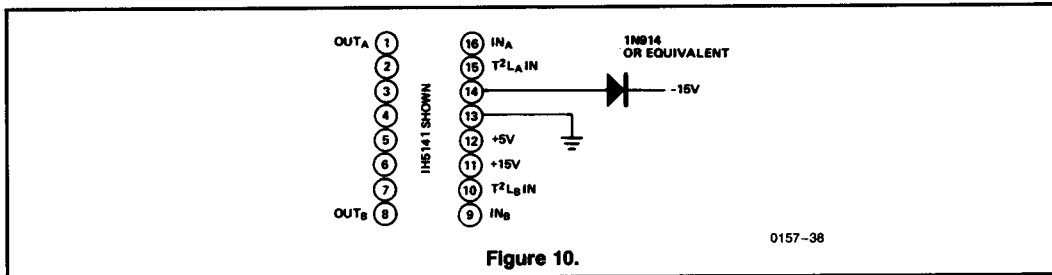 OUTA 1
2
3
4
5
6
7
OUTB 8
IH5141 SHOWN
16 INA
15 T2LA IN
14
13
12 +5V
11 +15V
10 T2LB IN
9 INB
1N914
OR EQUIVALENT
-15V
0157-38
Figure 10.